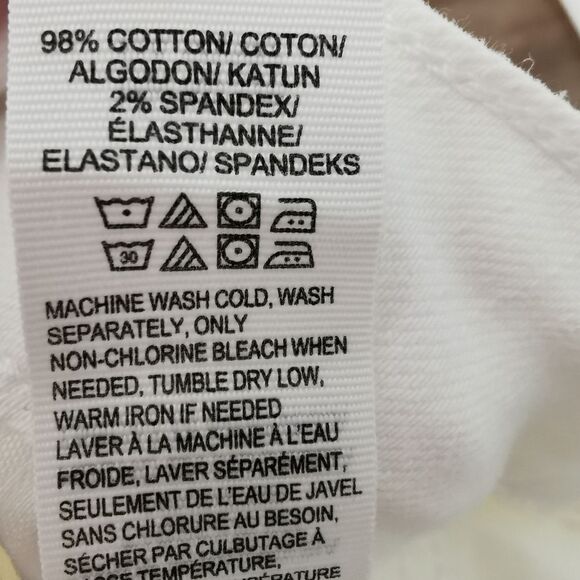 98% COTTON/ COTON/
ALGODON/ KATUN
2% SPANDEX/
ÉLASTHANNE/
ELASTANO/ SPANDEKS
30
MACHINE WASH COLD, WASH
SEPARATELY, ONLY
NON-CHLORINE BLEACH WHEN
NEEDED, TUMBLE DRY LOW,
WARM IRON IF NEEDED
LAVER À LA MACHINE À L'EAU
FROIDE, LAVER SÉPARÉMENT,
SEULEMENT DE L'EAU DE JAVEL
SANS CHLORURE AU BESOIN,
SÉCHER PAR CULBUTAGE À
TEMPÉRATURE,